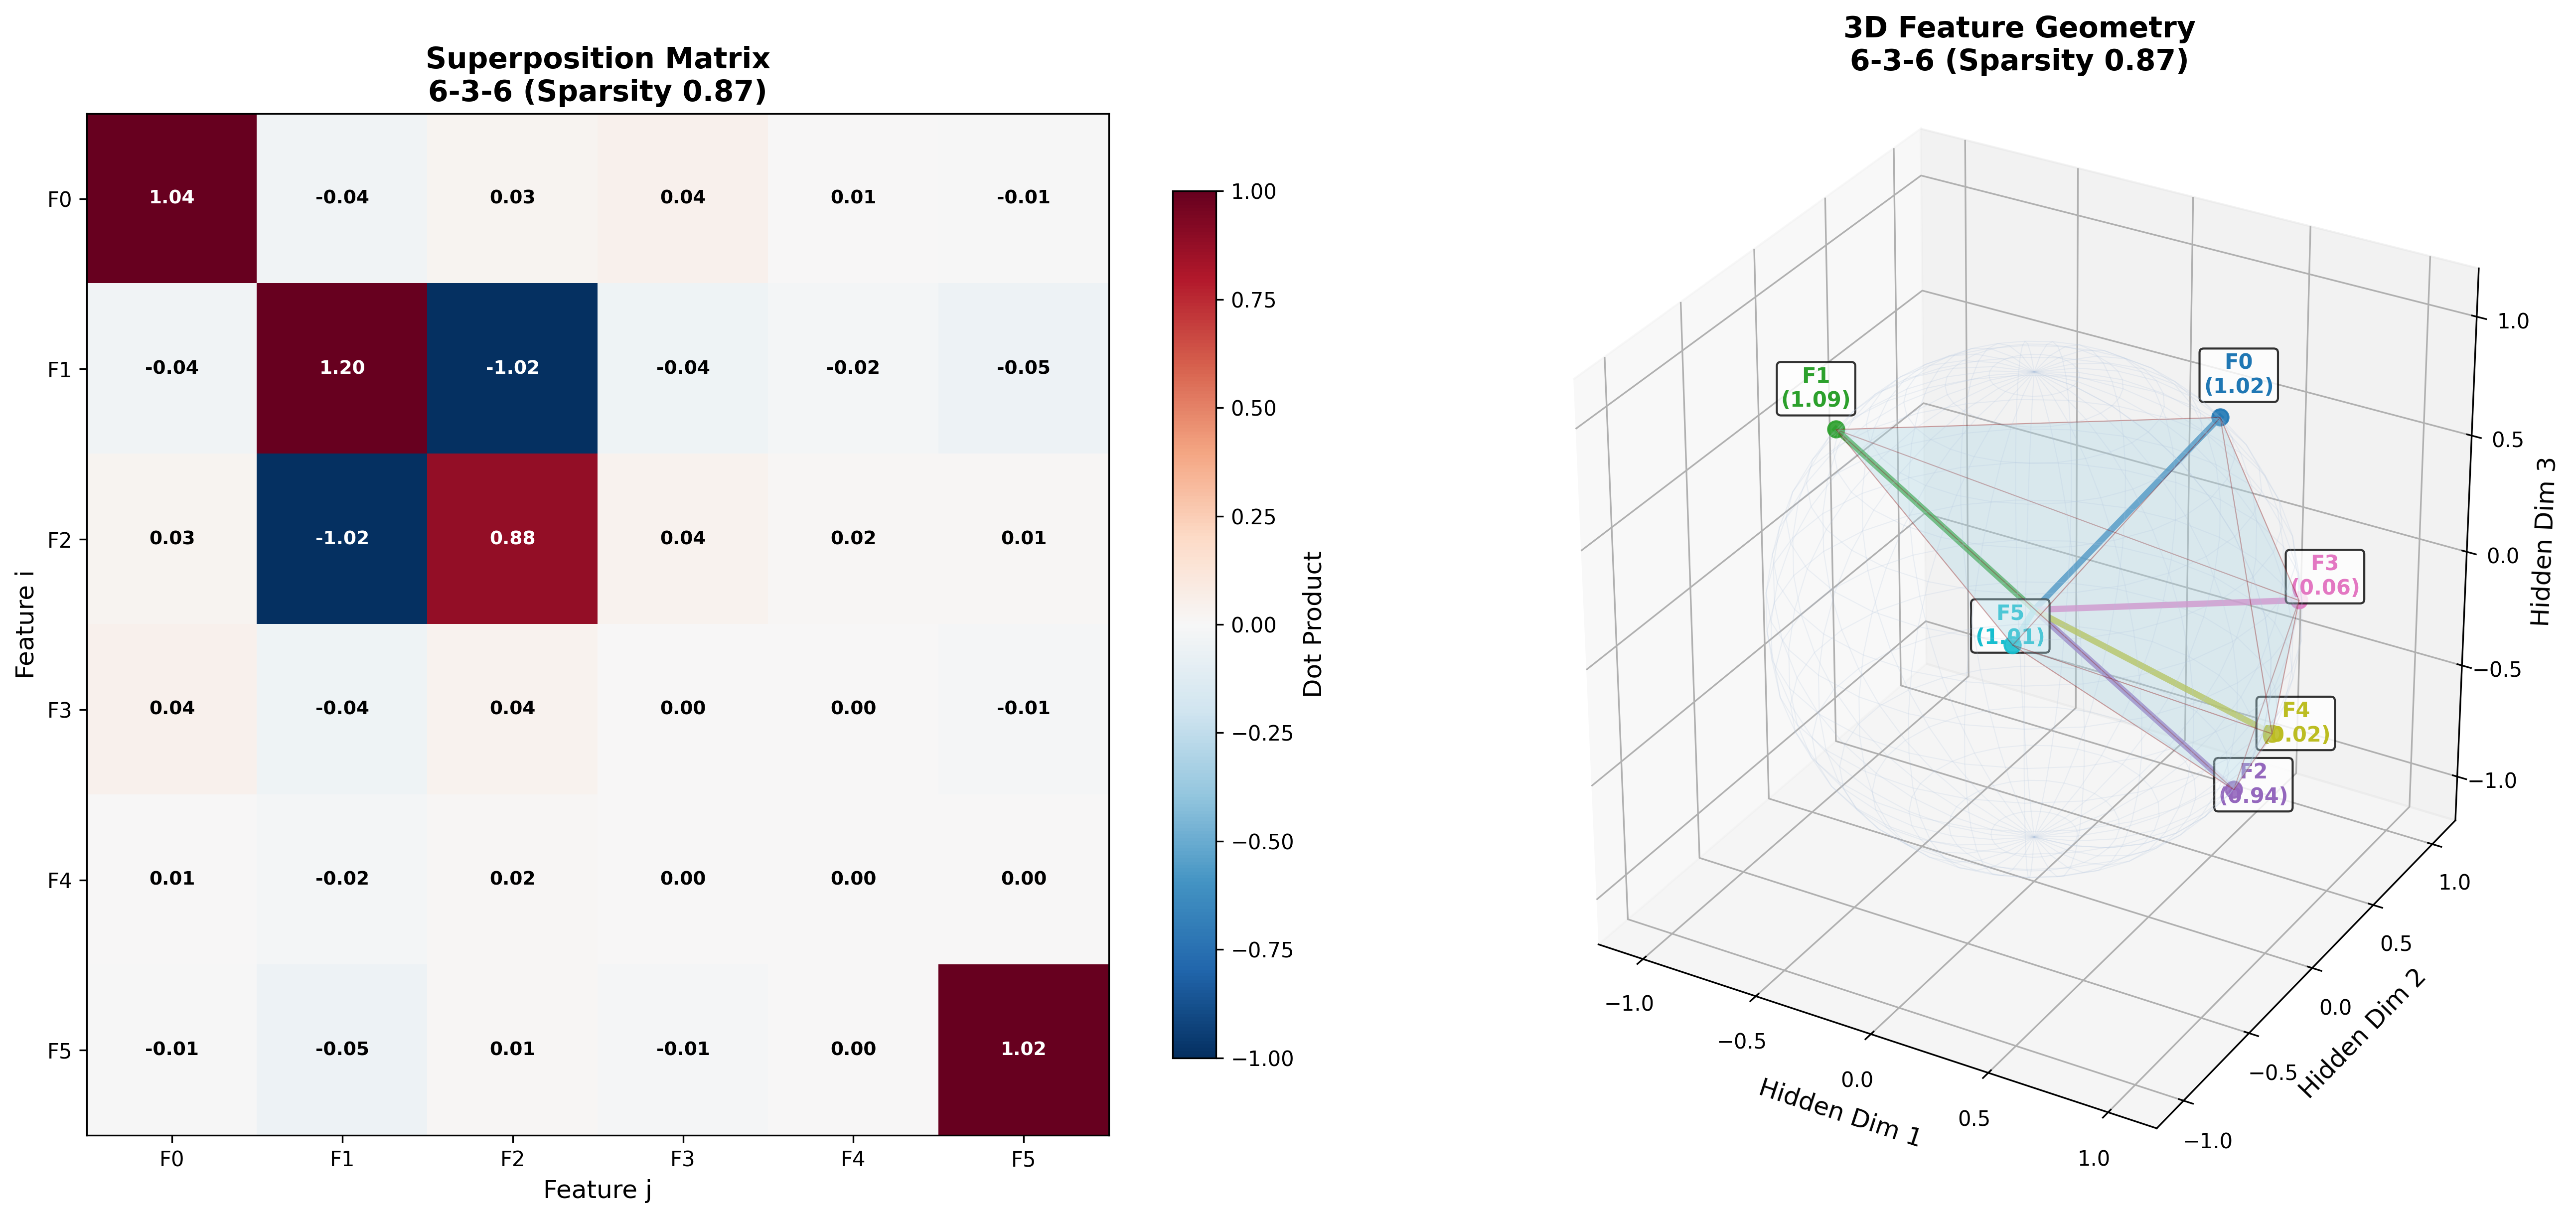 Superposition Matrix
6-3-6 (Sparsity 0.87)
F0 1.04 -0.04 0.03 0.04 0.01 -0.01
F1 -0.04 1.20 -1.02 -0.04 -0.02 -0.05
F2 0.03 -1.02 0.88 0.04 0.02 0.01
F3 0.04 -0.04 0.04 0.00 0.00 -0.01
F4 0.01 -0.02 0.02 0.00 0.00 0.00
F5 -0.01 -0.05 0.01 -0.01 0.00 1.02
F0 F1 F2 F3 F4 F5
Feature j
Feature i
1.00
0.75
0.50
0.25
0.00
−0.25
−0.50
−0.75
−1.00
Dot Product
3D Feature Geometry
6-3-6 (Sparsity 0.87)
F0
(1.02)
F1
(1.09)
F3
(0.06)
F5
(1.01)
F4
F2
(0.94)
1.0
0.5
0.0
−0.5
−1.0
Hidden Dim 3
1.0
0.5
0.0
−0.5
−1.0
Hidden Dim 2
−1.0
−0.5
0.0
0.5
1.0
Hidden Dim 1